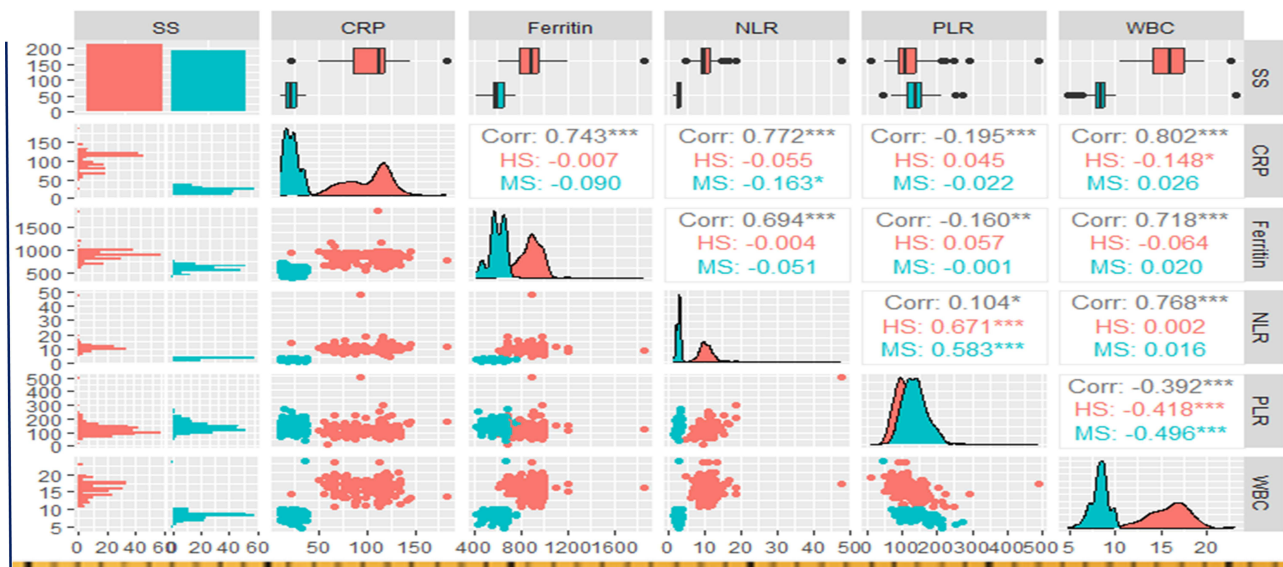 SS CRP Ferritin NLR PLR WBC
200
150
100
50
0
SS
150
100
50
0
Corr: 0.743*** Corr: 0.772*** Corr: -0.195*** Corr: 0.802***
HS: -0.007 HS: -0.055 HS: 0.045 HS: -0.148*
MS: -0.090 MS: -0.163* MS: -0.022 MS: 0.026
CRP
1500
1000
500
Corr: 0.694*** Corr: -0.160** Corr: 0.718***
HS: -0.004 HS: 0.057 HS: -0.064
MS: -0.051 MS: -0.001 MS: 0.020
Ferritin
50
40
30
20
10
0
Corr: 0.104* Corr: 0.768***
HS: 0.671*** HS: 0.002
MS: 0.583*** MS: 0.016
NLR
500
400
300
200
100
0
Corr: -0.392***
HS: -0.418***
MS: -0.496***
PLR
20
15
10
5
WBC
0 20 40 60 0 20 40 60 50 100 150 400 800 1200 1600 0 10 20 30 40 50 0 100 200 300 400 500 5 10 15 20